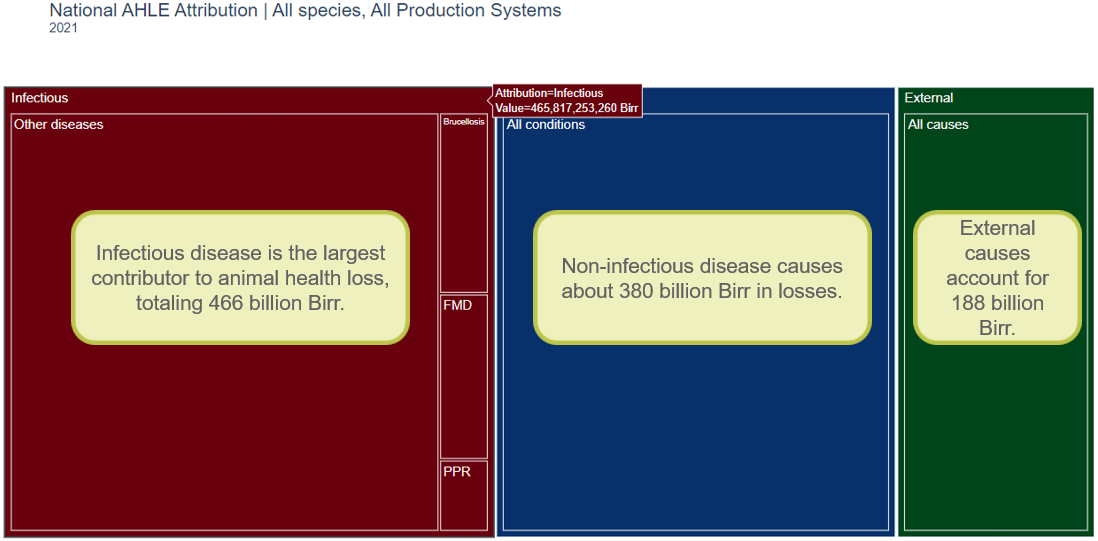 National AHLE Attribution | All species, All Production Systems
2021
Infectious
Attribution=Infectious
Value=465,817,253,260 Birr
External
Other diseases
Brucellosis
All conditions
All causes
Infectious disease is the largest
contributor to animal health loss,
totaling 466 billion Birr.
Non-infectious disease causes
about 380 billion Birr in losses.
External
causes
account for
188 billion
Birr.
FMD
PPR